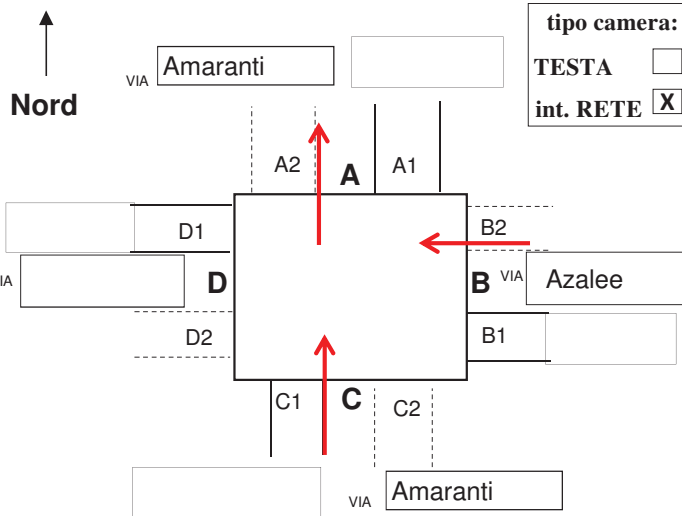 tipo camera:
VIA Amaranti
TESTA
Nord
int. RETE X
A2 A A1
D1 B2
VIA D B VIA Azalee
D2 B1
C1 C C2
VIA Amaranti